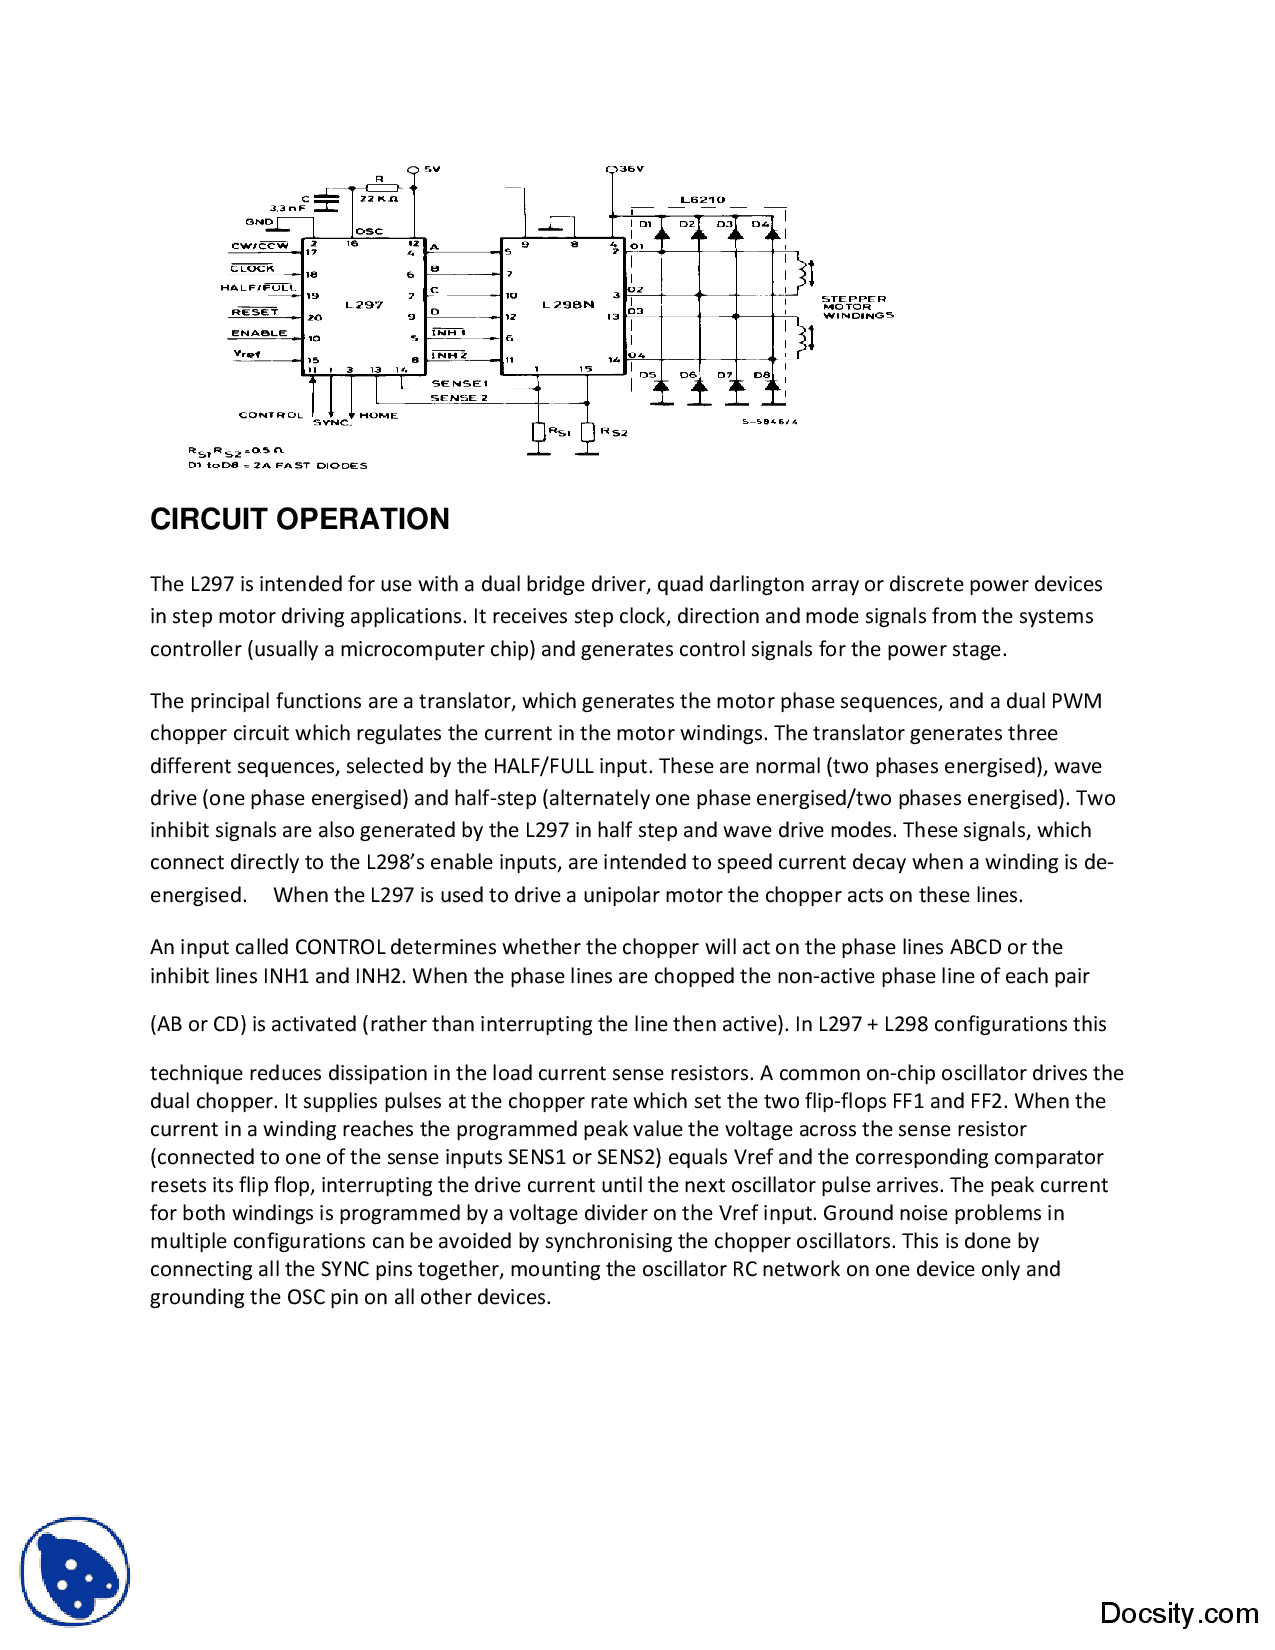 5V
36V
R
C
22 KΩ
3.3 nF
L6210
GND
OSC
D1 D2 D3 D4
2 16 12
9 8 4
CW/CCW 17
4 A 5
2 O1
CLOCK 18
6 B 7
HALF/FULL 19
L297
7 C 10
L298N
3 O2
STEPPER
MOTOR
WINDINGS
RESET 20
9 D 12
13 O3
ENABLE 10
5 INH 1 6
Vref 15
8 INH 2 11
14 O4
11 1 3 13 14
1 15
D5 D6 D7 D8
SENSE1
SENSE 2
CONTROL
SYNC.
HOME
RS1
RS2
S-5846/4
RS1 RS2 =0.5 Ω
D1 to D8 = 2A FAST DIODES
CIRCUIT OPERATION
The L297 is intended for use with a dual bridge driver, quad darlington array or discrete power devices
in step motor driving applications. It receives step clock, direction and mode signals from the systems
controller (usually a microcomputer chip) and generates control signals for the power stage.
The principal functions are a translator, which generates the motor phase sequences, and a dual PWM
chopper circuit which regulates the current in the motor windings. The translator generates three
different sequences, selected by the HALF/FULL input. These are normal (two phases energised), wave
drive (one phase energised) and half-step (alternately one phase energised/two phases energised). Two
inhibit signals are also generated by the L297 in half step and wave drive modes. These signals, which
connect directly to the L298’s enable inputs, are intended to speed current decay when a winding is de-
energised. When the L297 is used to drive a unipolar motor the chopper acts on these lines.
An input called CONTROL determines whether the chopper will act on the phase lines ABCD or the
inhibit lines INH1 and INH2. When the phase lines are chopped the non-active phase line of each pair
(AB or CD) is activated (rather than interrupting the line then active). In L297 + L298 configurations this
technique reduces dissipation in the load current sense resistors. A common on-chip oscillator drives the
dual chopper. It supplies pulses at the chopper rate which set the two flip-flops FF1 and FF2. When the
current in a winding reaches the programmed peak value the voltage across the sense resistor
(connected to one of the sense inputs SENS1 or SENS2) equals Vref and the corresponding comparator
resets its flip flop, interrupting the drive current until the next oscillator pulse arrives. The peak current
for both windings is programmed by a voltage divider on the Vref input. Ground noise problems in
multiple configurations can be avoided by synchronising the chopper oscillators. This is done by
connecting all the SYNC pins together, mounting the oscillator RC network on one device only and
grounding the OSC pin on all other devices.
Docsity.com